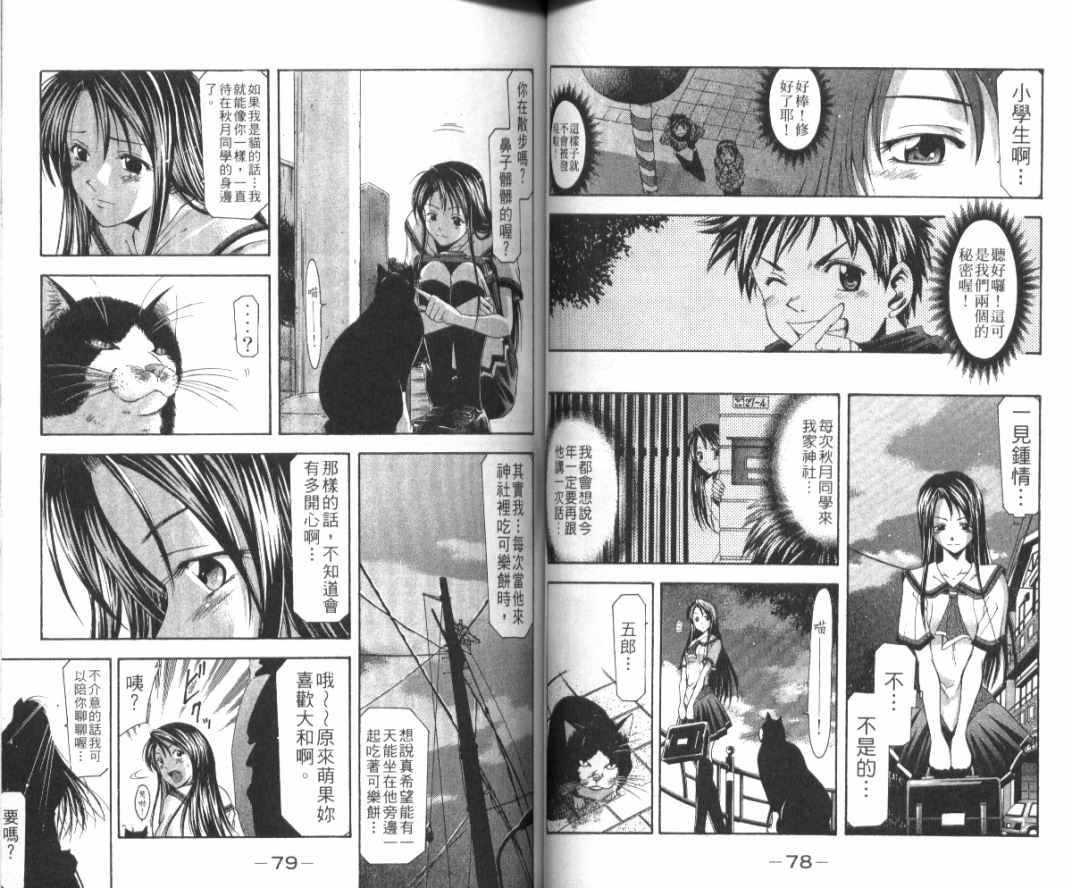 小學生啊…
好棒！修
好了耶！
這樣子就
不會被發
現啦！
聽好囉！這可
是我們兩個的
秘密喔！
一見鍾情…
不…
不是的…
27-4
每次秋月同學來
我家神社…
我都會想說今
年一定要再跟
他講一次話…
喵——！
五郎…
78
你在散步嗎？
鼻子髒髒的喔？
喵——！
如果我是貓的話…我
就能像你一樣，一直
待在秋月同學的身邊
了。
……？
其實我…每次當他來
神社裡吃可樂餅時，
想說真希望能有一
天能坐在他旁邊一
起吃著可樂餅…
那樣的話，不知道會
有多開心啊…
哦～～原來萌果妳
喜歡大和啊。
咦？
不介意的話我可
以陪你聊聊喔…
要嗎？
79